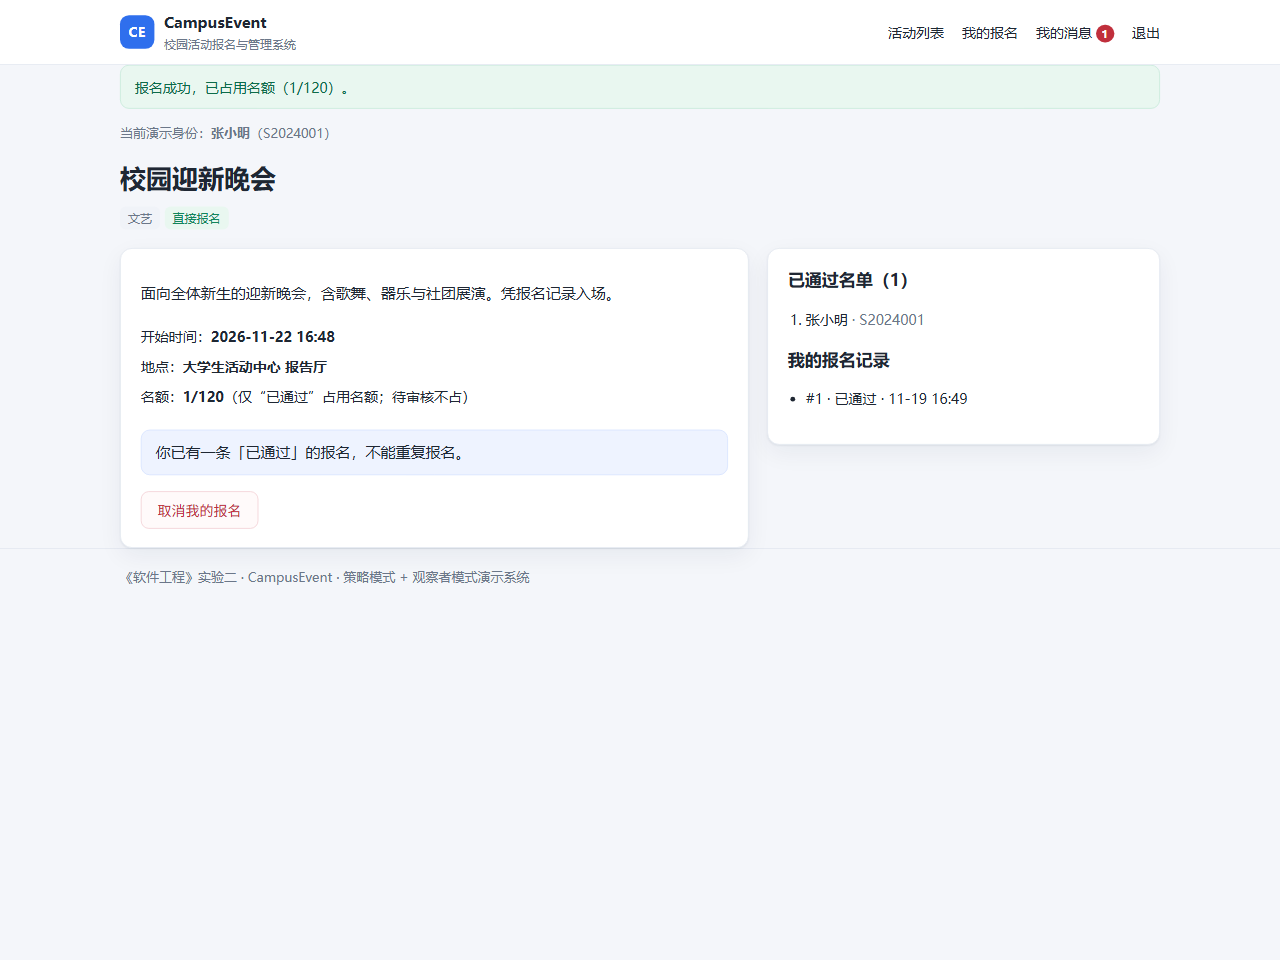 CE
CampusEvent
校园活动报名与管理系统
活动列表 我的报名 我的消息 1 退出
报名成功，已占用名额（1/120）。
当前演示身份：张小明（S2024001）
校园迎新晚会
文艺 直接报名
面向全体新生的迎新晚会，含歌舞、器乐与社团展演。凭报名记录入场。
开始时间：2026-11-22 16:48
地点：大学生活动中心 报告厅
名额：1/120（仅“已通过”占用名额；待审核不占）
你已有一条「已通过」的报名，不能重复报名。
取消我的报名
已通过名单（1）
1. 张小明 · S2024001
我的报名记录
• #1 · 已通过 · 11-19 16:49
《软件工程》实验二 · CampusEvent · 策略模式 + 观察者模式演示系统